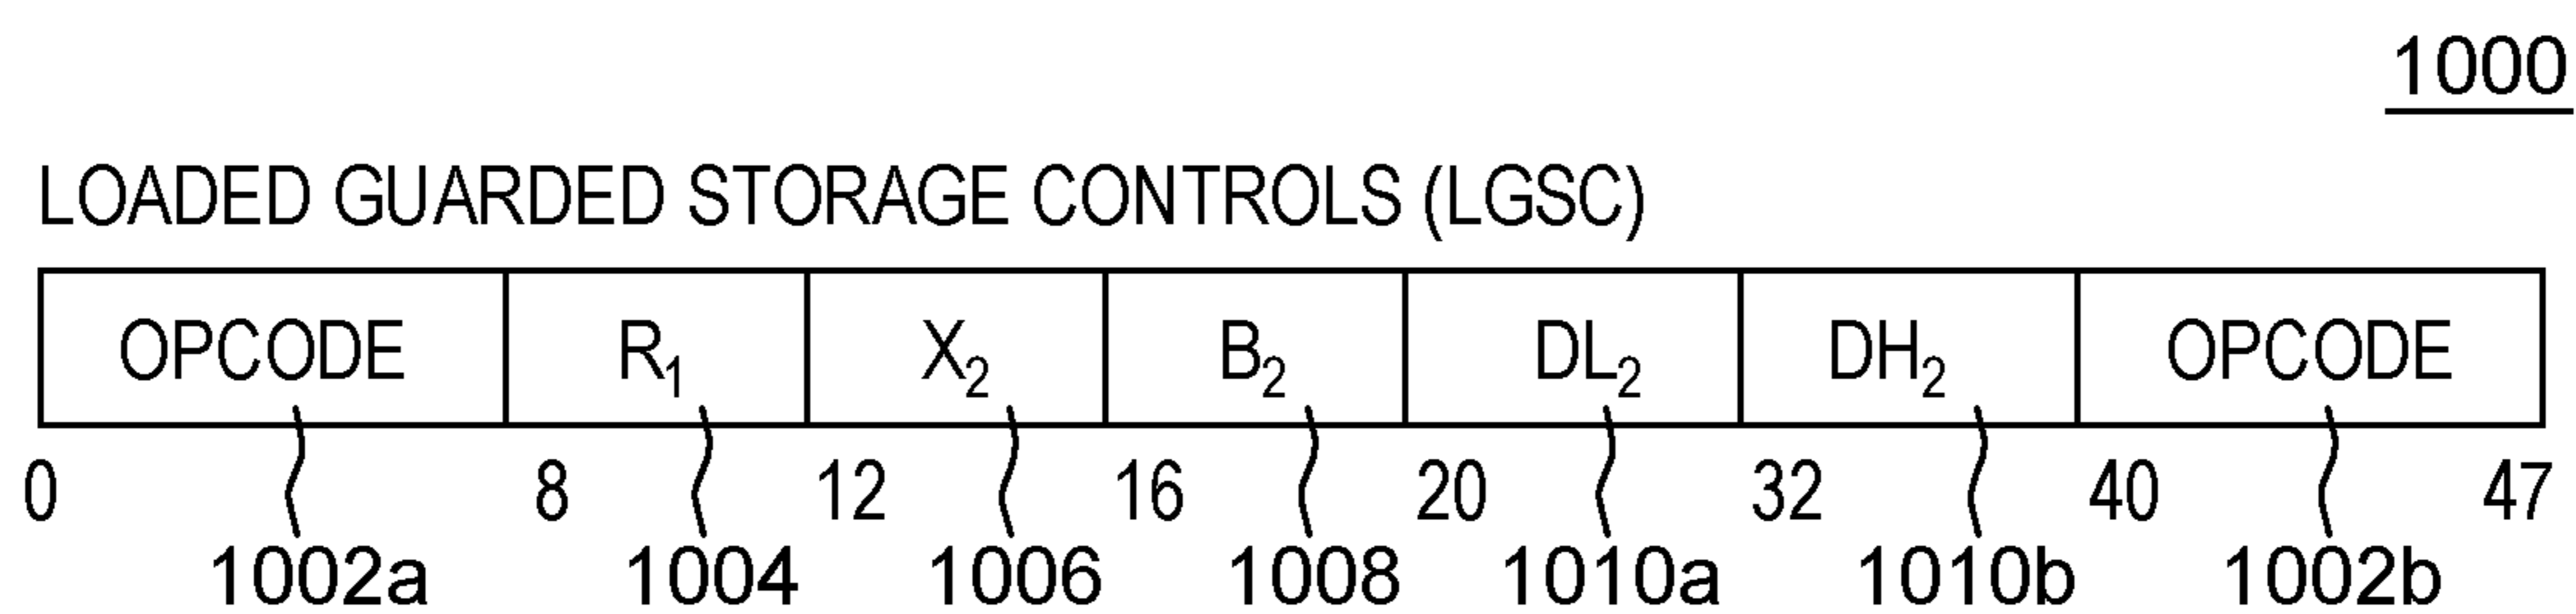 1000
LOADED GUARDED STORAGE CONTROLS (LGSC)
OPCODE R₁ X₂ B₂ DL₂ DH₂ OPCODE
0 8 12 16 20 32 40 47
1002a 1004 1006 1008 1010a 1010b 1002b